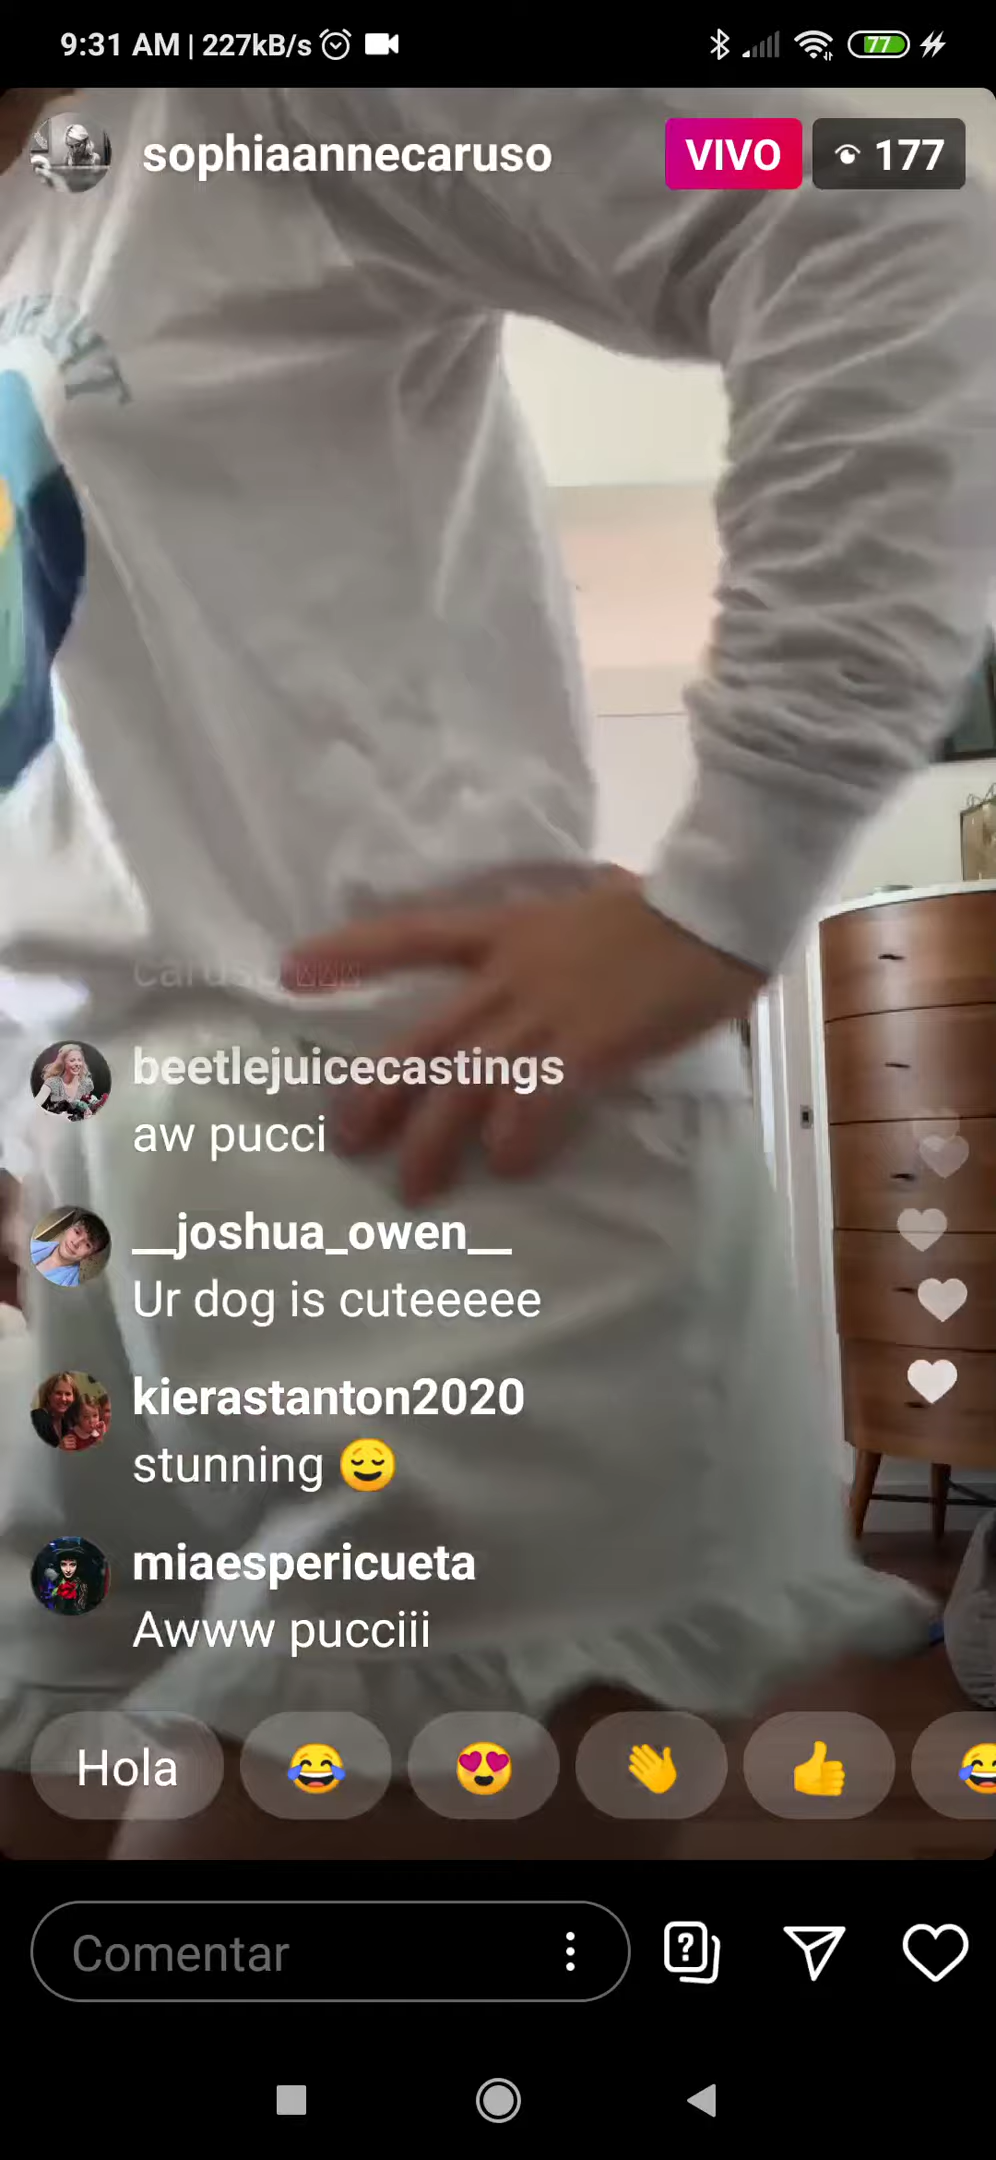 9:31 AM | 227kB/s
77
sophiaannecaruso
VIVO
177
beetlejuicecastings
aw pucci
__joshua_owen__
Ur dog is cuteeeee
kierastanton2020
stunning 😌
miaespericueta
Awww pucciii
Hola 😂 😍 👏 👍 😂
Comentar